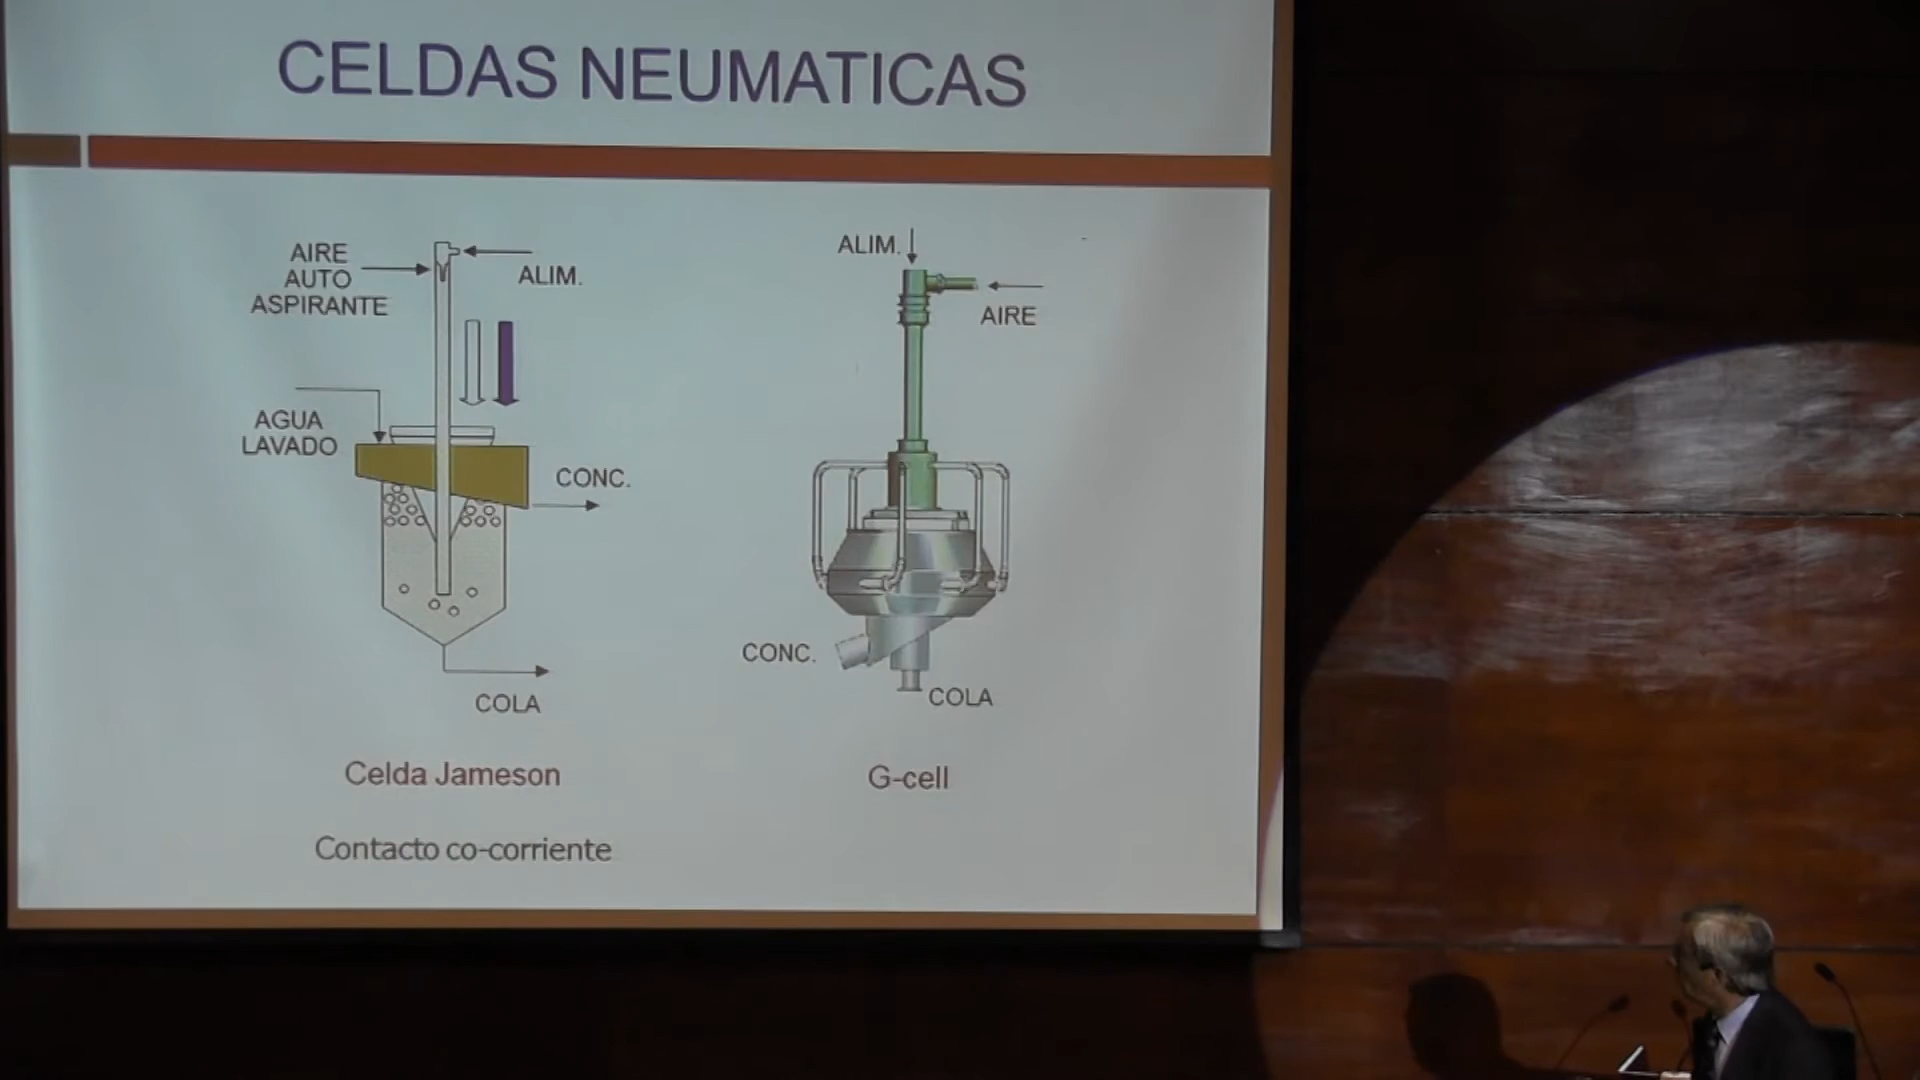 CELDAS NEUMATICAS
AIRE
AUTO
ASPIRANTE
ALIM.
AGUA
LAVADO
CONC.
COLA
Celda Jameson
Contacto co-corriente
ALIM.
AIRE
CONC.
COLA
G-cell